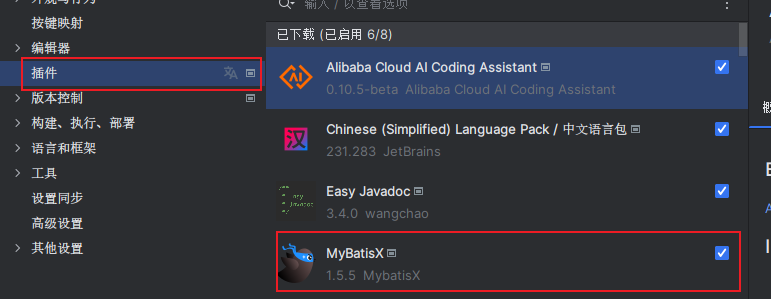 输入 / 以查看选项
按键映射
编辑器
插件
版本控制
构建、执行、部署
语言和框架
工具
设置同步
高级设置
其他设置
已下载 (已启用 6/8)
Alibaba Cloud AI Coding Assistant
0.10.5-beta Alibaba Cloud AI Coding Assistant
Chinese (Simplified) Language Pack / 中文语言包
231.283 JetBrains
Easy Javadoc
3.4.0 wangchao
MyBatisX
1.5.5 MybatisX